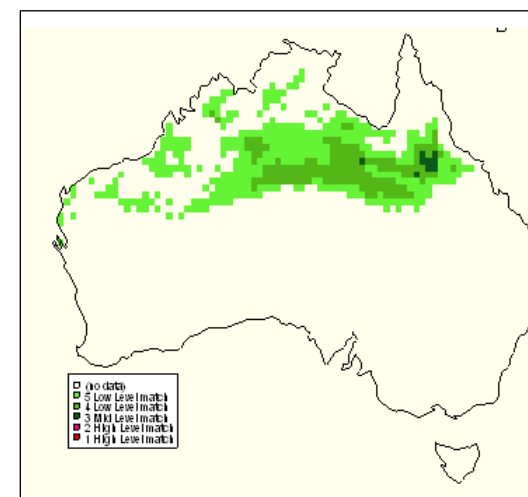 (no data)
5 Low Level match
4 Low Level match
3 Mid Level match
2 High Level match
1 High Level match